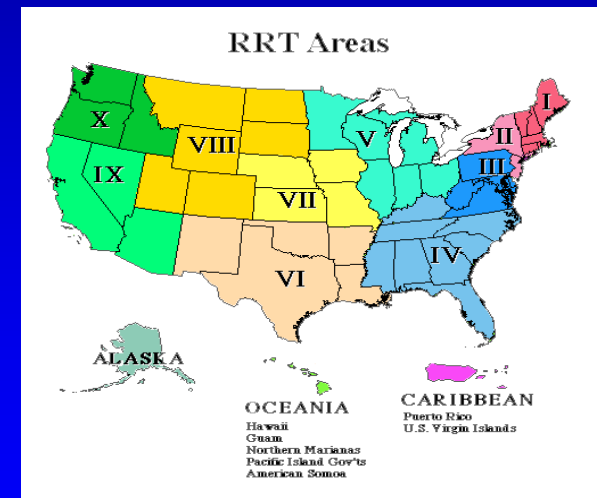 RRT Areas
I
II
III
IV
V
VI
VII
VIII
IX
X
ALASKA
OCEANIA
Hawaii
Guam
Northern Marianas
Pacific Island Gov'ts
American Somoa
CARIBBEAN
Puerto Rico
U.S. Virgin Islands